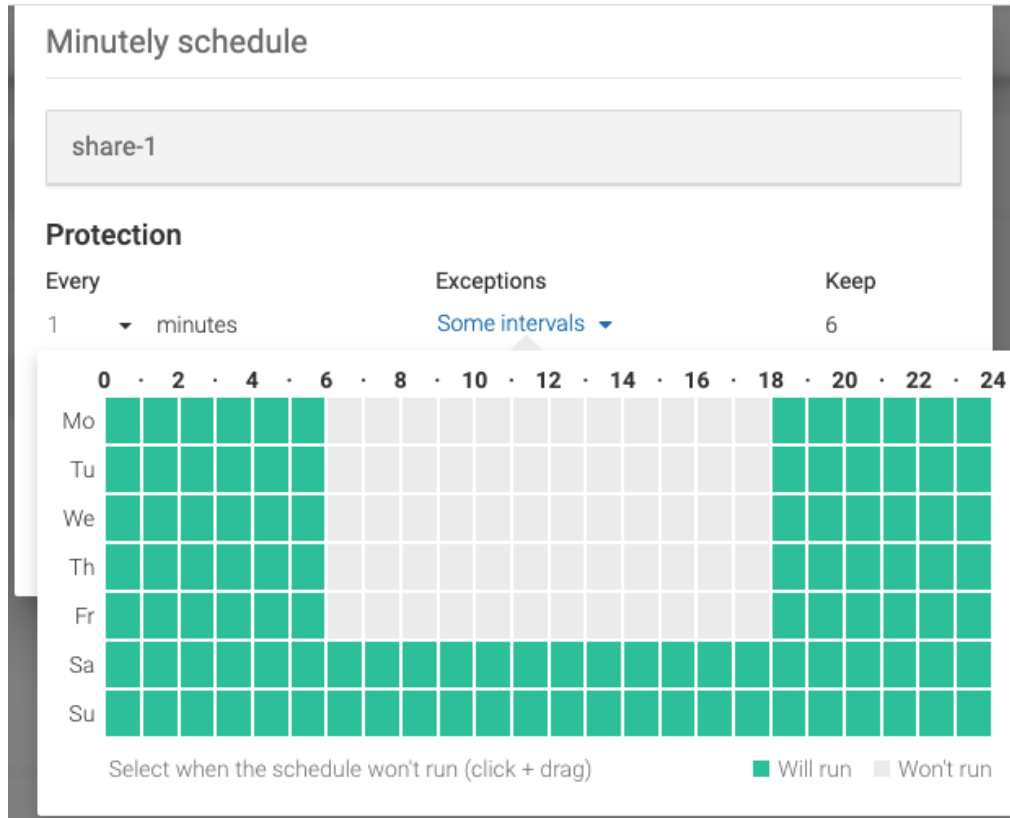 Minutely schedule
share-1
Protection
Every Exceptions Keep
1 minutes Some intervals 6
0 · 2 · 4 · 6 · 8 · 10 · 12 · 14 · 16 · 18 · 20 · 22 · 24
Mo
Tu
We
Th
Fr
Sa
Su
Select when the schedule won't run (click + drag) Will run Won't run